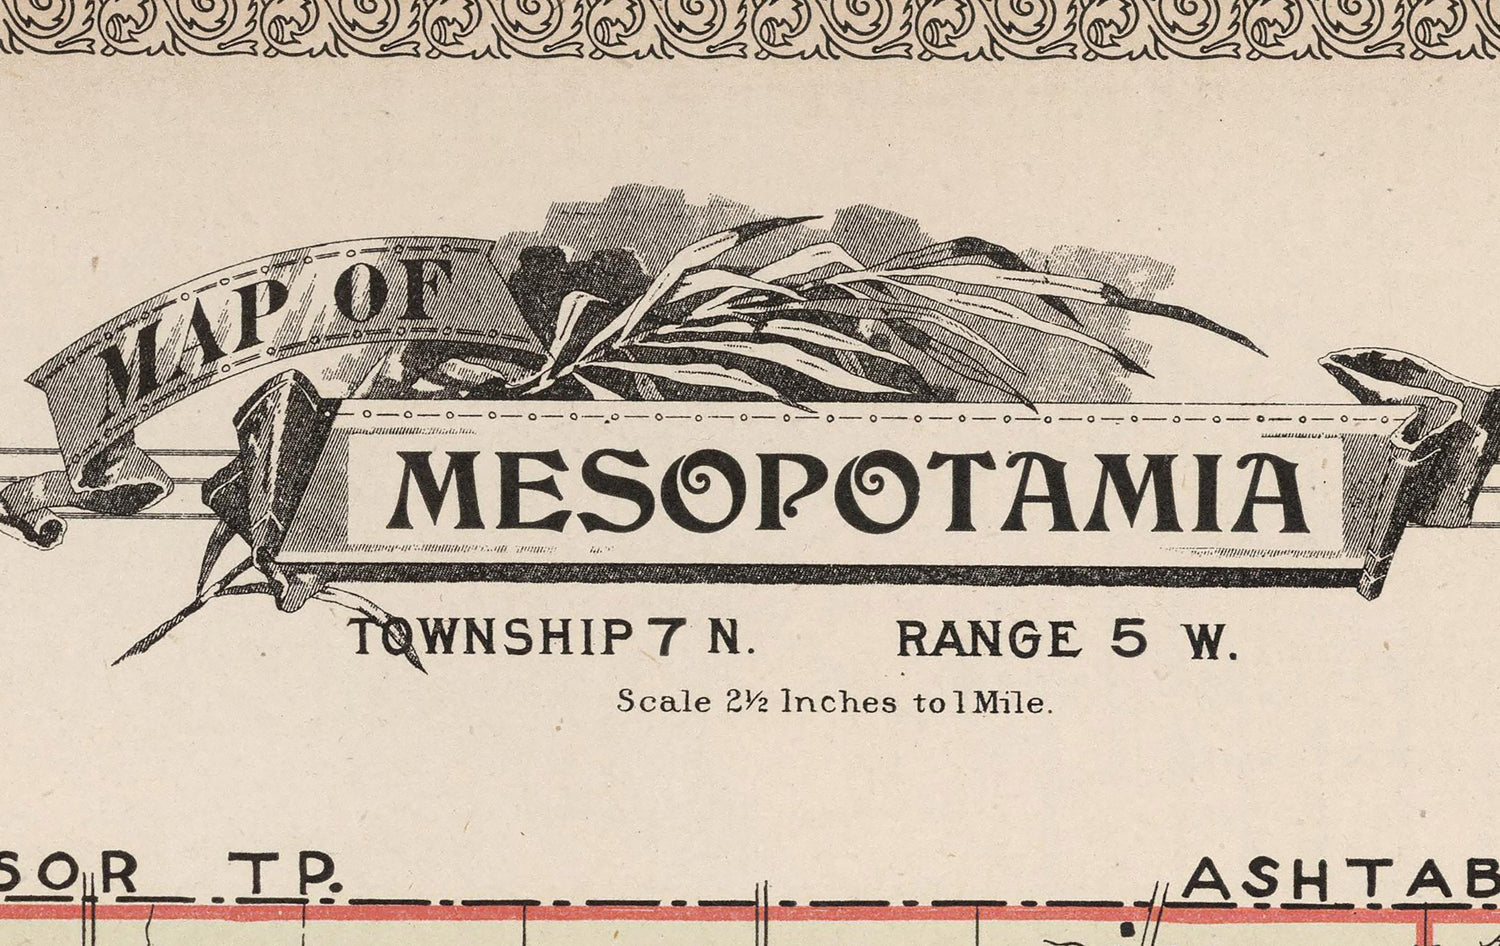 MAP OF
MESOPOTAMIA
TOWNSHIP 7 N. RANGE 5 W.
Scale 2½ Inches to 1 Mile.
SOR TP. ASHTAB